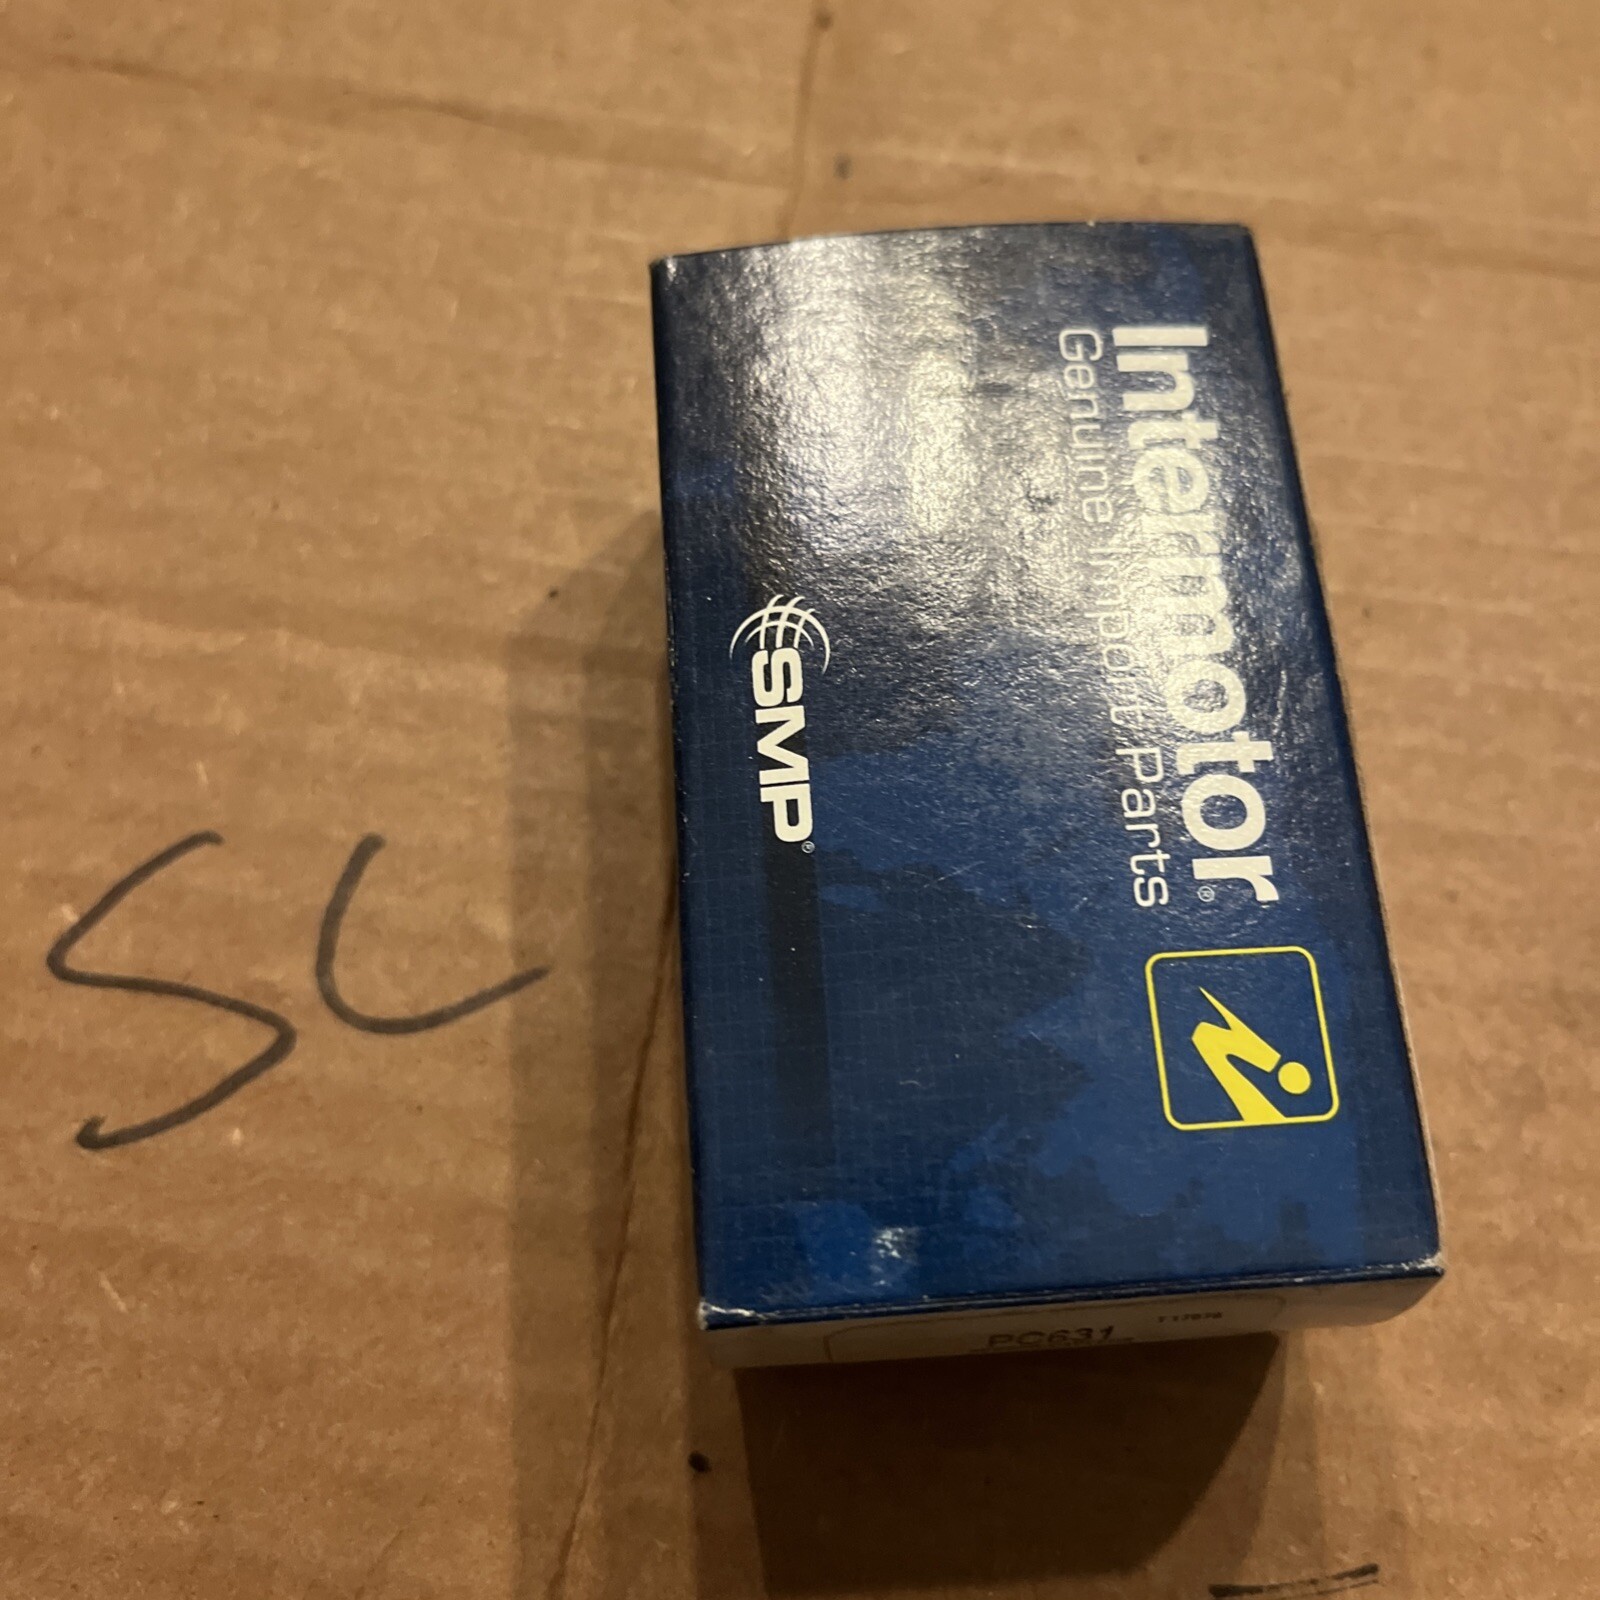 Intermotor®
Genuine Import Parts
SMP®
PC631
SC